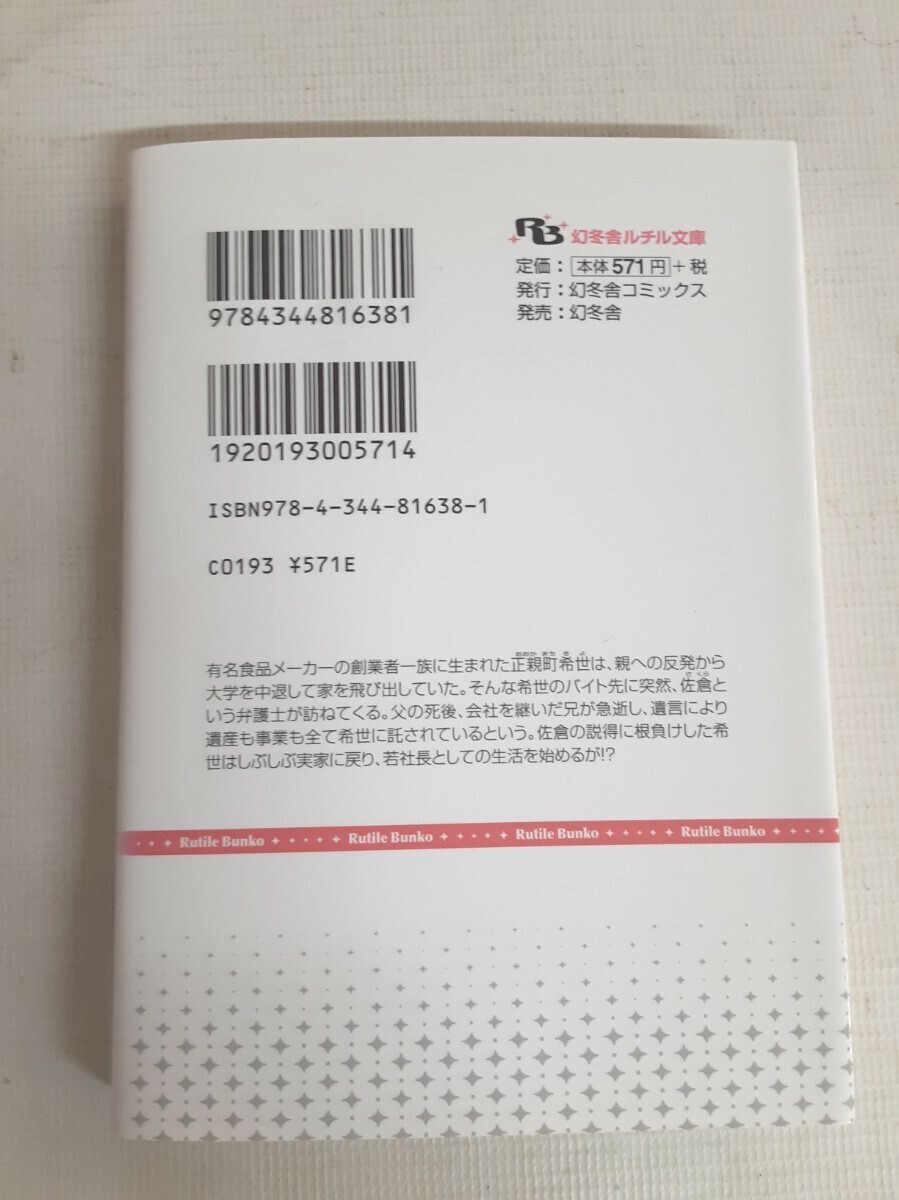 9784344816381
RB 幻冬舎ルチル文庫
定価：本体571円+税
発行：幻冬舎コミックス
発売：幻冬舎
1920193005714
ISBN978-4-344-81638-1
C0193 ¥571E
有名食品メーカーの創業者一族に生まれた正親町希世は、親への反発から
大学を中退して家を飛び出していた。そんな希世のバイト先に突然、佐倉と
いう弁護士が訪ねてくる。父の死後、会社を継いだ兄が急逝し、遺言により
遺産も事業も全て希世に託されているという。佐倉の説得に根負けした希
世はしぶしぶ実家に戻り、若社長としての生活を始めるが!?
Rutile Bunko Rutile Bunko Rutile Bunko Rutile Bunko